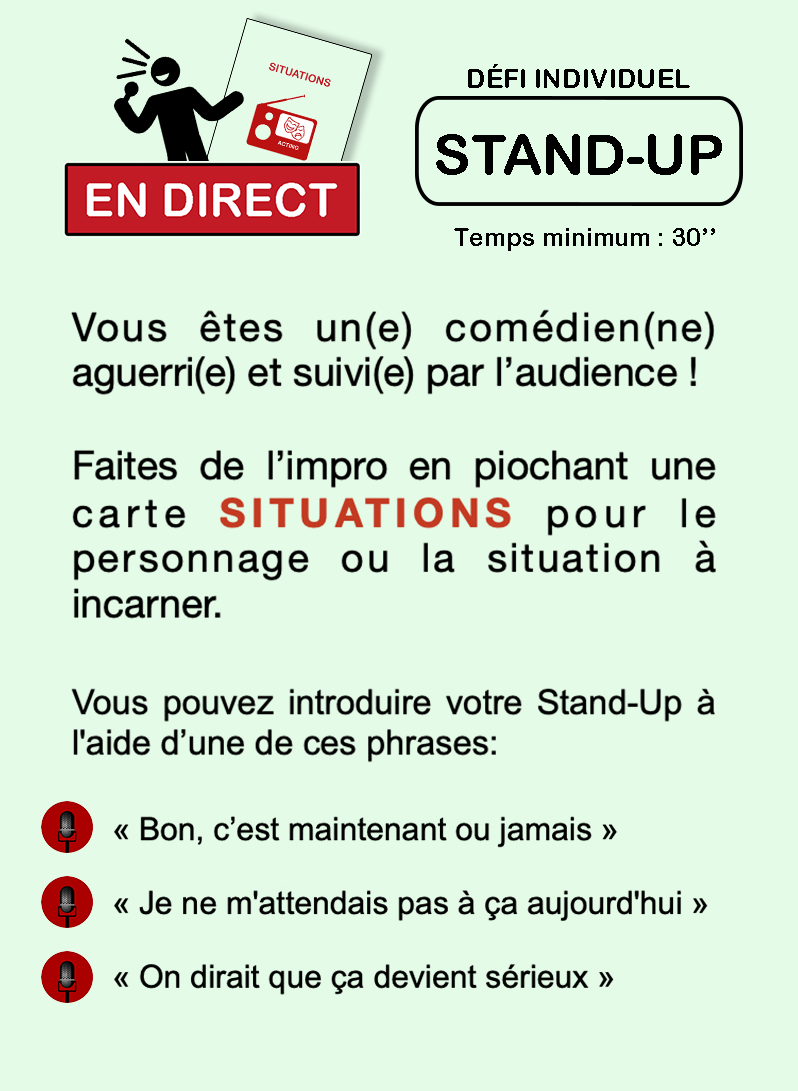 SITUATIONS
ACTING
EN DIRECT
DÉFI INDIVIDUEL
STAND-UP
Temps minimum : 30’’
Vous êtes un(e) comédien(ne)
aguerri(e) et suivi(e) par l’audience !
Faites de l’impro en piochant une
carte SITUATIONS pour le
personnage ou la situation à
incarner.
Vous pouvez introduire votre Stand-Up à
l'aide d’une de ces phrases:
« Bon, c’est maintenant ou jamais »
« Je ne m'attendais pas à ça aujourd'hui »
« On dirait que ça devient sérieux »